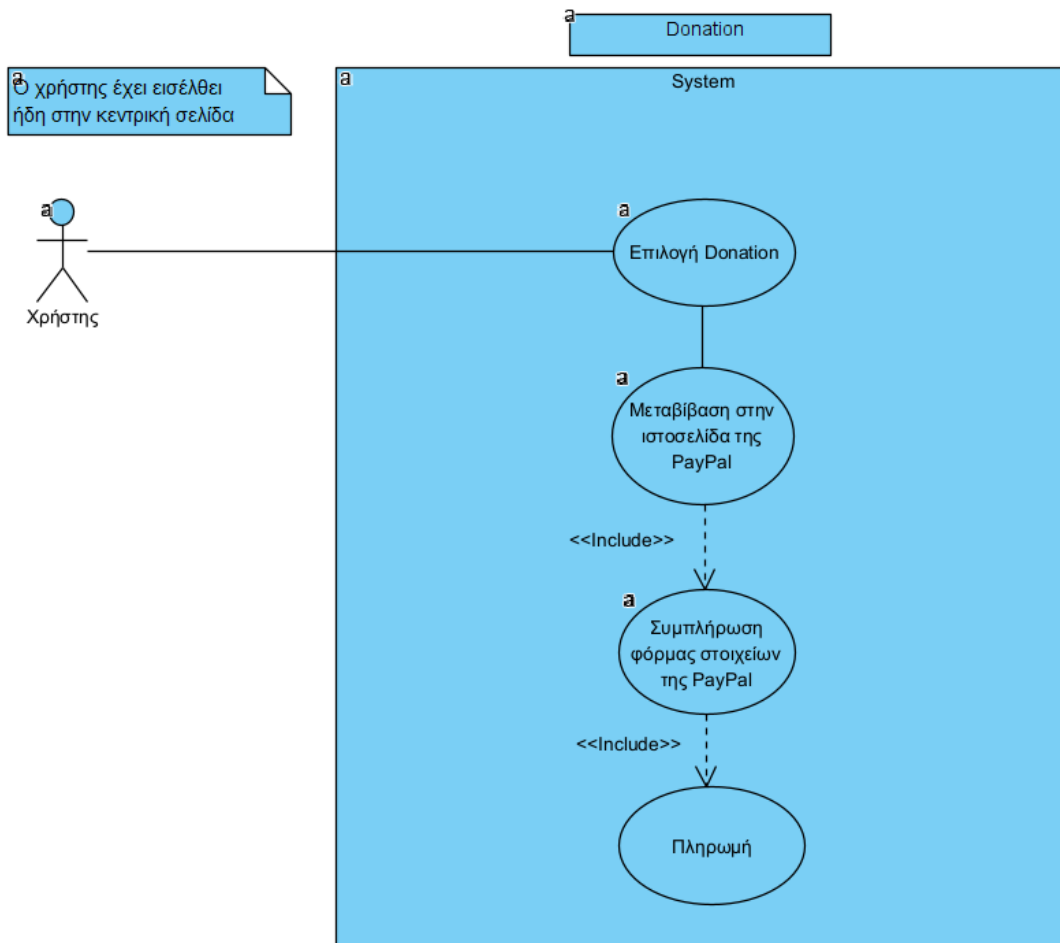 a
Donation
a
Ο χρήστης έχει εισέλθει
ήδη στην κεντρική σελίδα
a
System
a
Χρήστης
a
Επιλογή Donation
a
Μεταβίβαση στην
ιστοσελίδα της
PayPal
<<Include>>
a
Συμπλήρωση
φόρμας στοιχείων
της PayPal
<<Include>>
Πληρωμή